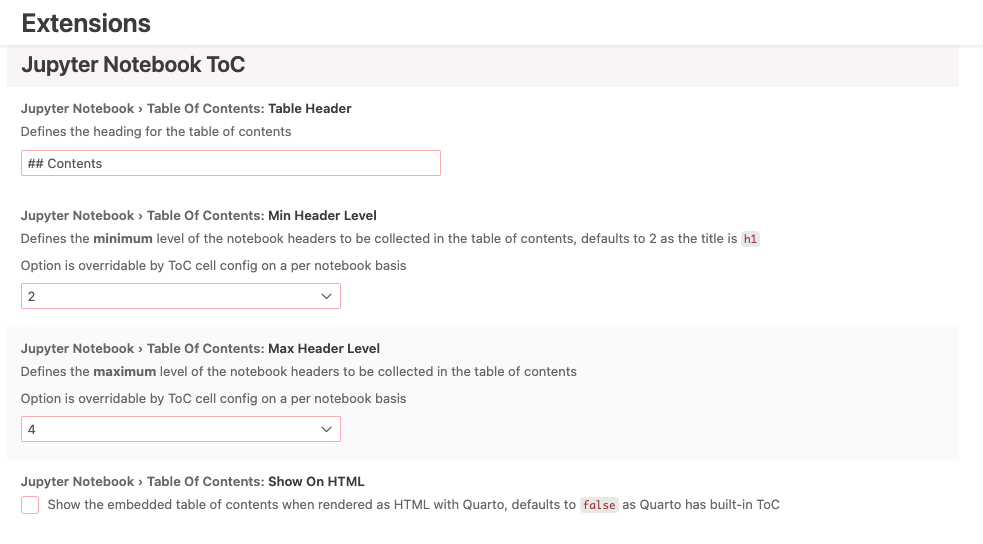 Extensions
Jupyter Notebook ToC
Jupyter Notebook › Table Of Contents: Table Header
Defines the heading for the table of contents
## Contents
Jupyter Notebook › Table Of Contents: Min Header Level
Defines the minimum level of the notebook headers to be collected in the table of contents, defaults to 2 as the title is h1
Option is overridable by ToC cell config on a per notebook basis
2
Jupyter Notebook › Table Of Contents: Max Header Level
Defines the maximum level of the notebook headers to be collected in the table of contents
Option is overridable by ToC cell config on a per notebook basis
4
Jupyter Notebook › Table Of Contents: Show On HTML
Show the embedded table of contents when rendered as HTML with Quarto, defaults to false as Quarto has built-in ToC